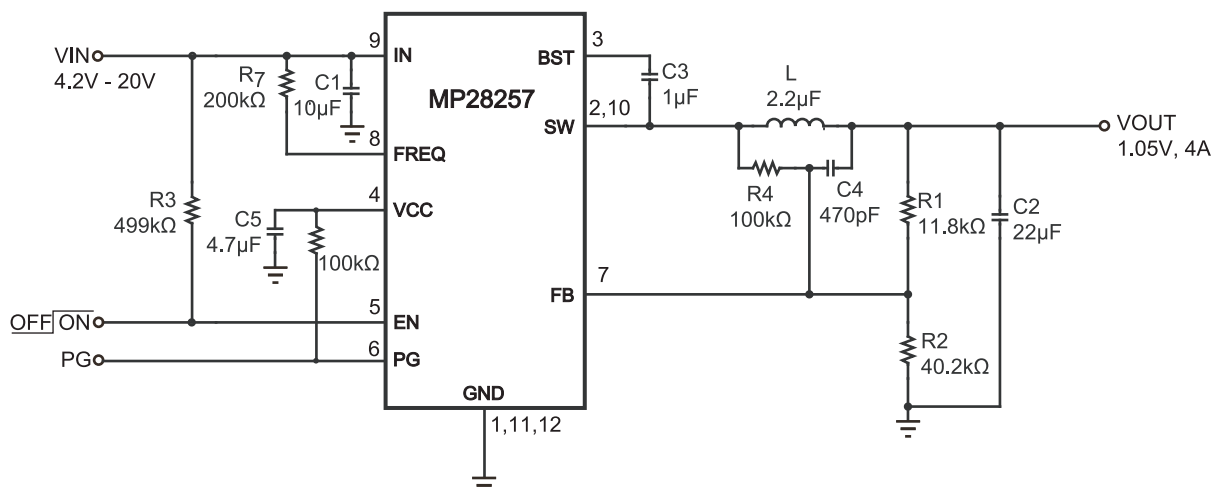 VIN
4.2V - 20V
R7
200kΩ
C1
10µF
9
IN
MP28257
3
BST
C3
1µF
L
2.2µF
2,10
SW
VOUT
1.05V, 4A
8
FREQ
R4
100kΩ
C4
470pF
R1
11.8kΩ
C2
22µF
R3
499kΩ
4
VCC
C5
4.7µF
100kΩ
7
FB
OFF ON
5
EN
PG
6
PG
R2
40.2kΩ
GND
1,11,12